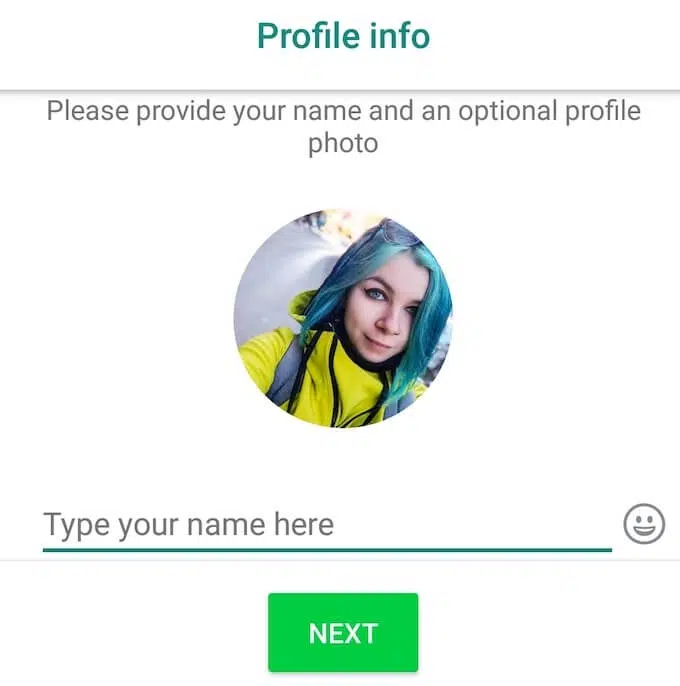 Profile info
Please provide your name and an optional profile
photo
Type your name here
NEXT